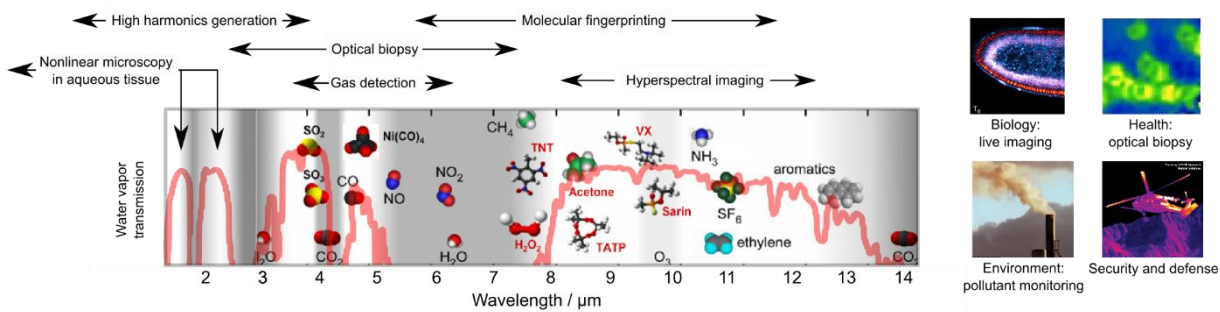 High harmonics generation
Molecular fingerprinting
Optical biopsy
Nonlinear microscopy
in aqueous tissue
Gas detection
Hyperspectral imaging
Water vapor
transmission
SO2
Ni(CO)4
CH4
TNT
VX
NH3
SO3
CO
NO
NO2
Acetone
aromatics
Sarin
SF6
H2O2
TATP
ethylene
I2O
CO2
H2O
O3
CO2
2 3 4 5 6 7 8 9 10 11 12 13 14
Wavelength / μm
Biology:
live imaging
Health:
optical biopsy
Environment:
pollutant monitoring
Security and defense